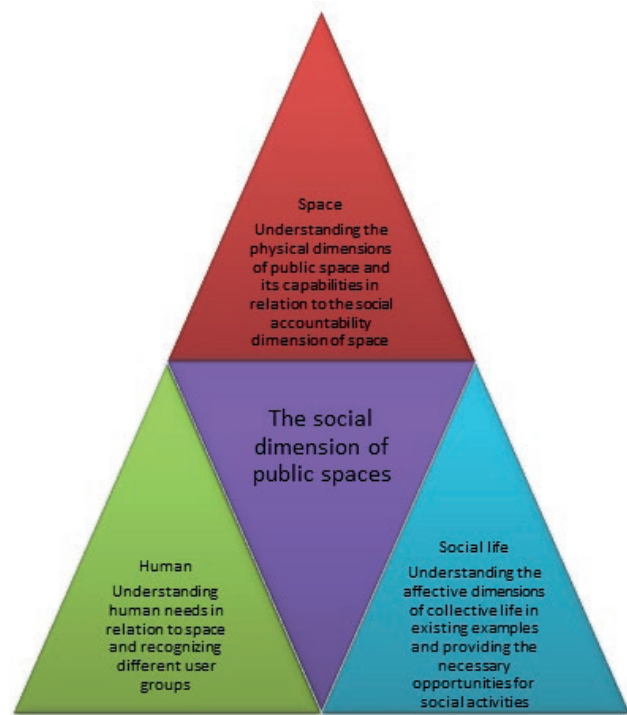 Space
Understanding the
physical dimensions
of public space and
its capabilities in
relation to the social
accountability
dimension of space
The social
dimension of
public spaces
Human
Understanding
human needs in
relation to space
and recognizing
different user
groups
Social life
Understanding the
affective dimensions
of collective life in
existing examples
and providing the
necessary
opportunities for
social activities